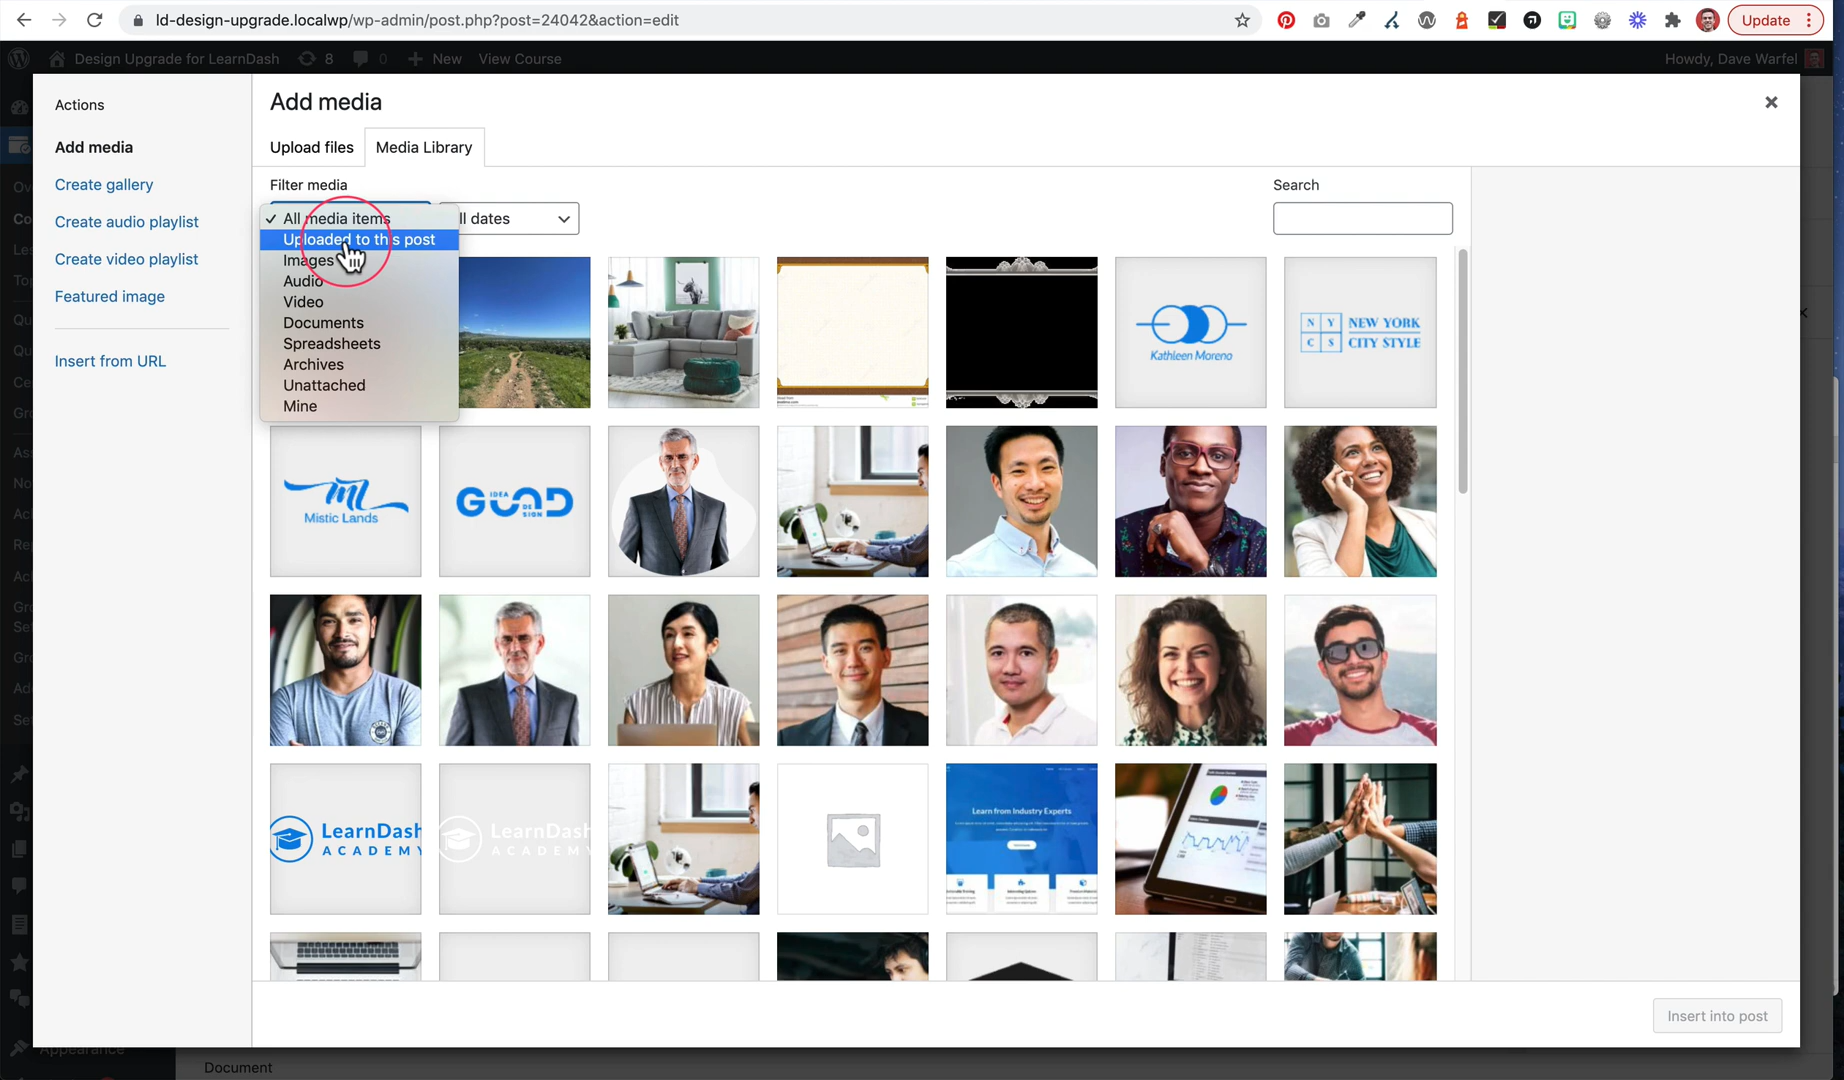 ld-design-upgrade.localwp/wp-admin/post.php?post=24042&action=edit
Update
Design Upgrade for LearnDash
8
0
New
View Course
Howdy, Dave Warfel
Actions
Add media
Create gallery
Create audio playlist
Create video playlist
Featured image
Insert from URL
Add media
Upload files
Media Library
Filter media
Search
All media items
ll dates
Uploaded to this post
Images
Audio
Video
Documents
Spreadsheets
Archives
Unattached
Mine
Kathleen Moreno
N Y
C S
NEW YORK
CITY STYLE
ML
Mistic Lands
IDEA
GOOD
DE
SIGN
LearnDash
ACADEMY
LearnDash
ACADEMY
Learn from Industry Experts
Insert into post
Appearance
Document